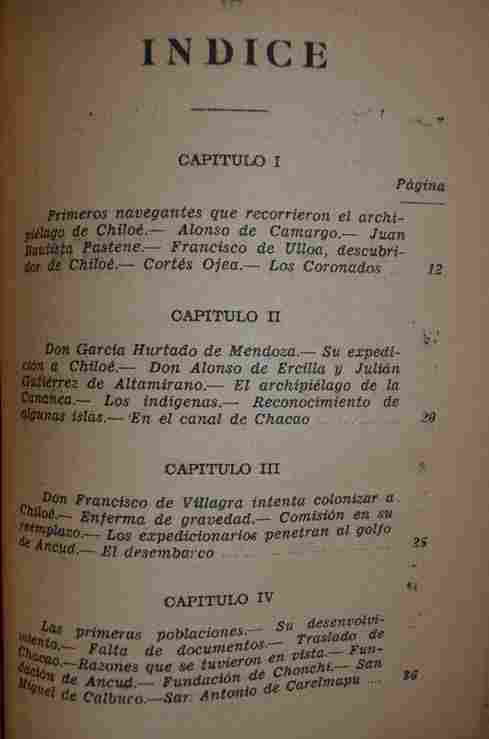 INDICE
CAPITULO I
Página
Primeros navegantes que recorrieron el archi-
piélago de Chiloé.— Alonso de Camargo.— Juan
Bautista Pastene.— Francisco de Ulloa, descubri-
dor de Chiloé.— Cortés Ojea.— Los Coronados 12
CAPITULO II
Don García Hurtado de Mendoza.— Su expedi-
ción a Chiloé.— Don Alonso de Ercilla y Julián
Gutiérrez de Altamirano.— El archipiélago de la
Cananea.— Los indígenas.— Reconocimiento de
algunas islas.— En el canal de Chacao ... 20
CAPITULO III
Don Francisco de Villagra intenta colonizar a
Chiloé.— Enferma de gravedad.— Comisión en su
reemplazo.— Los expedicionarios penetran al golfo
de Ancud.— El desembarco ... 25
CAPITULO IV
Las primeras poblaciones.— Su desenvolvi-
miento.— Falta de documentos.— Traslado de
Chacao.—Razones que se tuvieron en vista.— Fun-
dación de Ancud.— Fundación de Chonchi.— San
Miguel de Calbuco.—San Antonio de Carelmapu ... 36